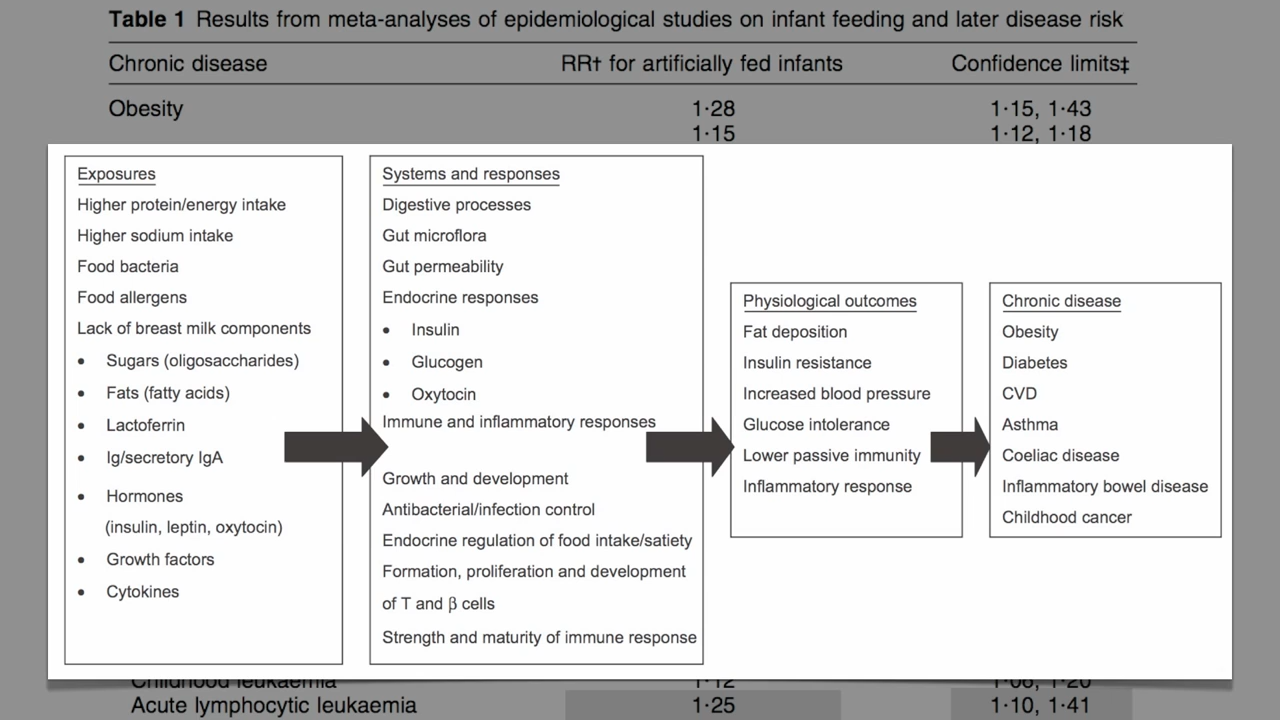 Table 1 Results from meta-analyses of epidemiological studies on infant feeding and later disease risk
Chronic disease RR† for artificially fed infants Confidence limits‡
Obesity 1·28 1·15, 1·43
1·15 1·12, 1·18
Exposures
Higher protein/energy intake
Higher sodium intake
Food bacteria
Food allergens
Lack of breast milk components
• Sugars (oligosaccharides)
• Fats (fatty acids)
• Lactoferrin
• Ig/secretory IgA
• Hormones
(insulin, leptin, oxytocin)
• Growth factors
• Cytokines
Systems and responses
Digestive processes
Gut microflora
Gut permeability
Endocrine responses
• Insulin
• Glucogen
• Oxytocin
Immune and inflammatory responses
Growth and development
Antibacterial/infection control
Endocrine regulation of food intake/satiety
Formation, proliferation and development
of T and β cells
Strength and maturity of immune response
Physiological outcomes
Fat deposition
Insulin resistance
Increased blood pressure
Glucose intolerance
Lower passive immunity
Inflammatory response
Chronic disease
Obesity
Diabetes
CVD
Asthma
Coeliac disease
Inflammatory bowel disease
Childhood cancer
Childhood leukaemia 1·12 1·06, 1·20
Acute lymphocytic leukaemia 1·25 1·10, 1·41